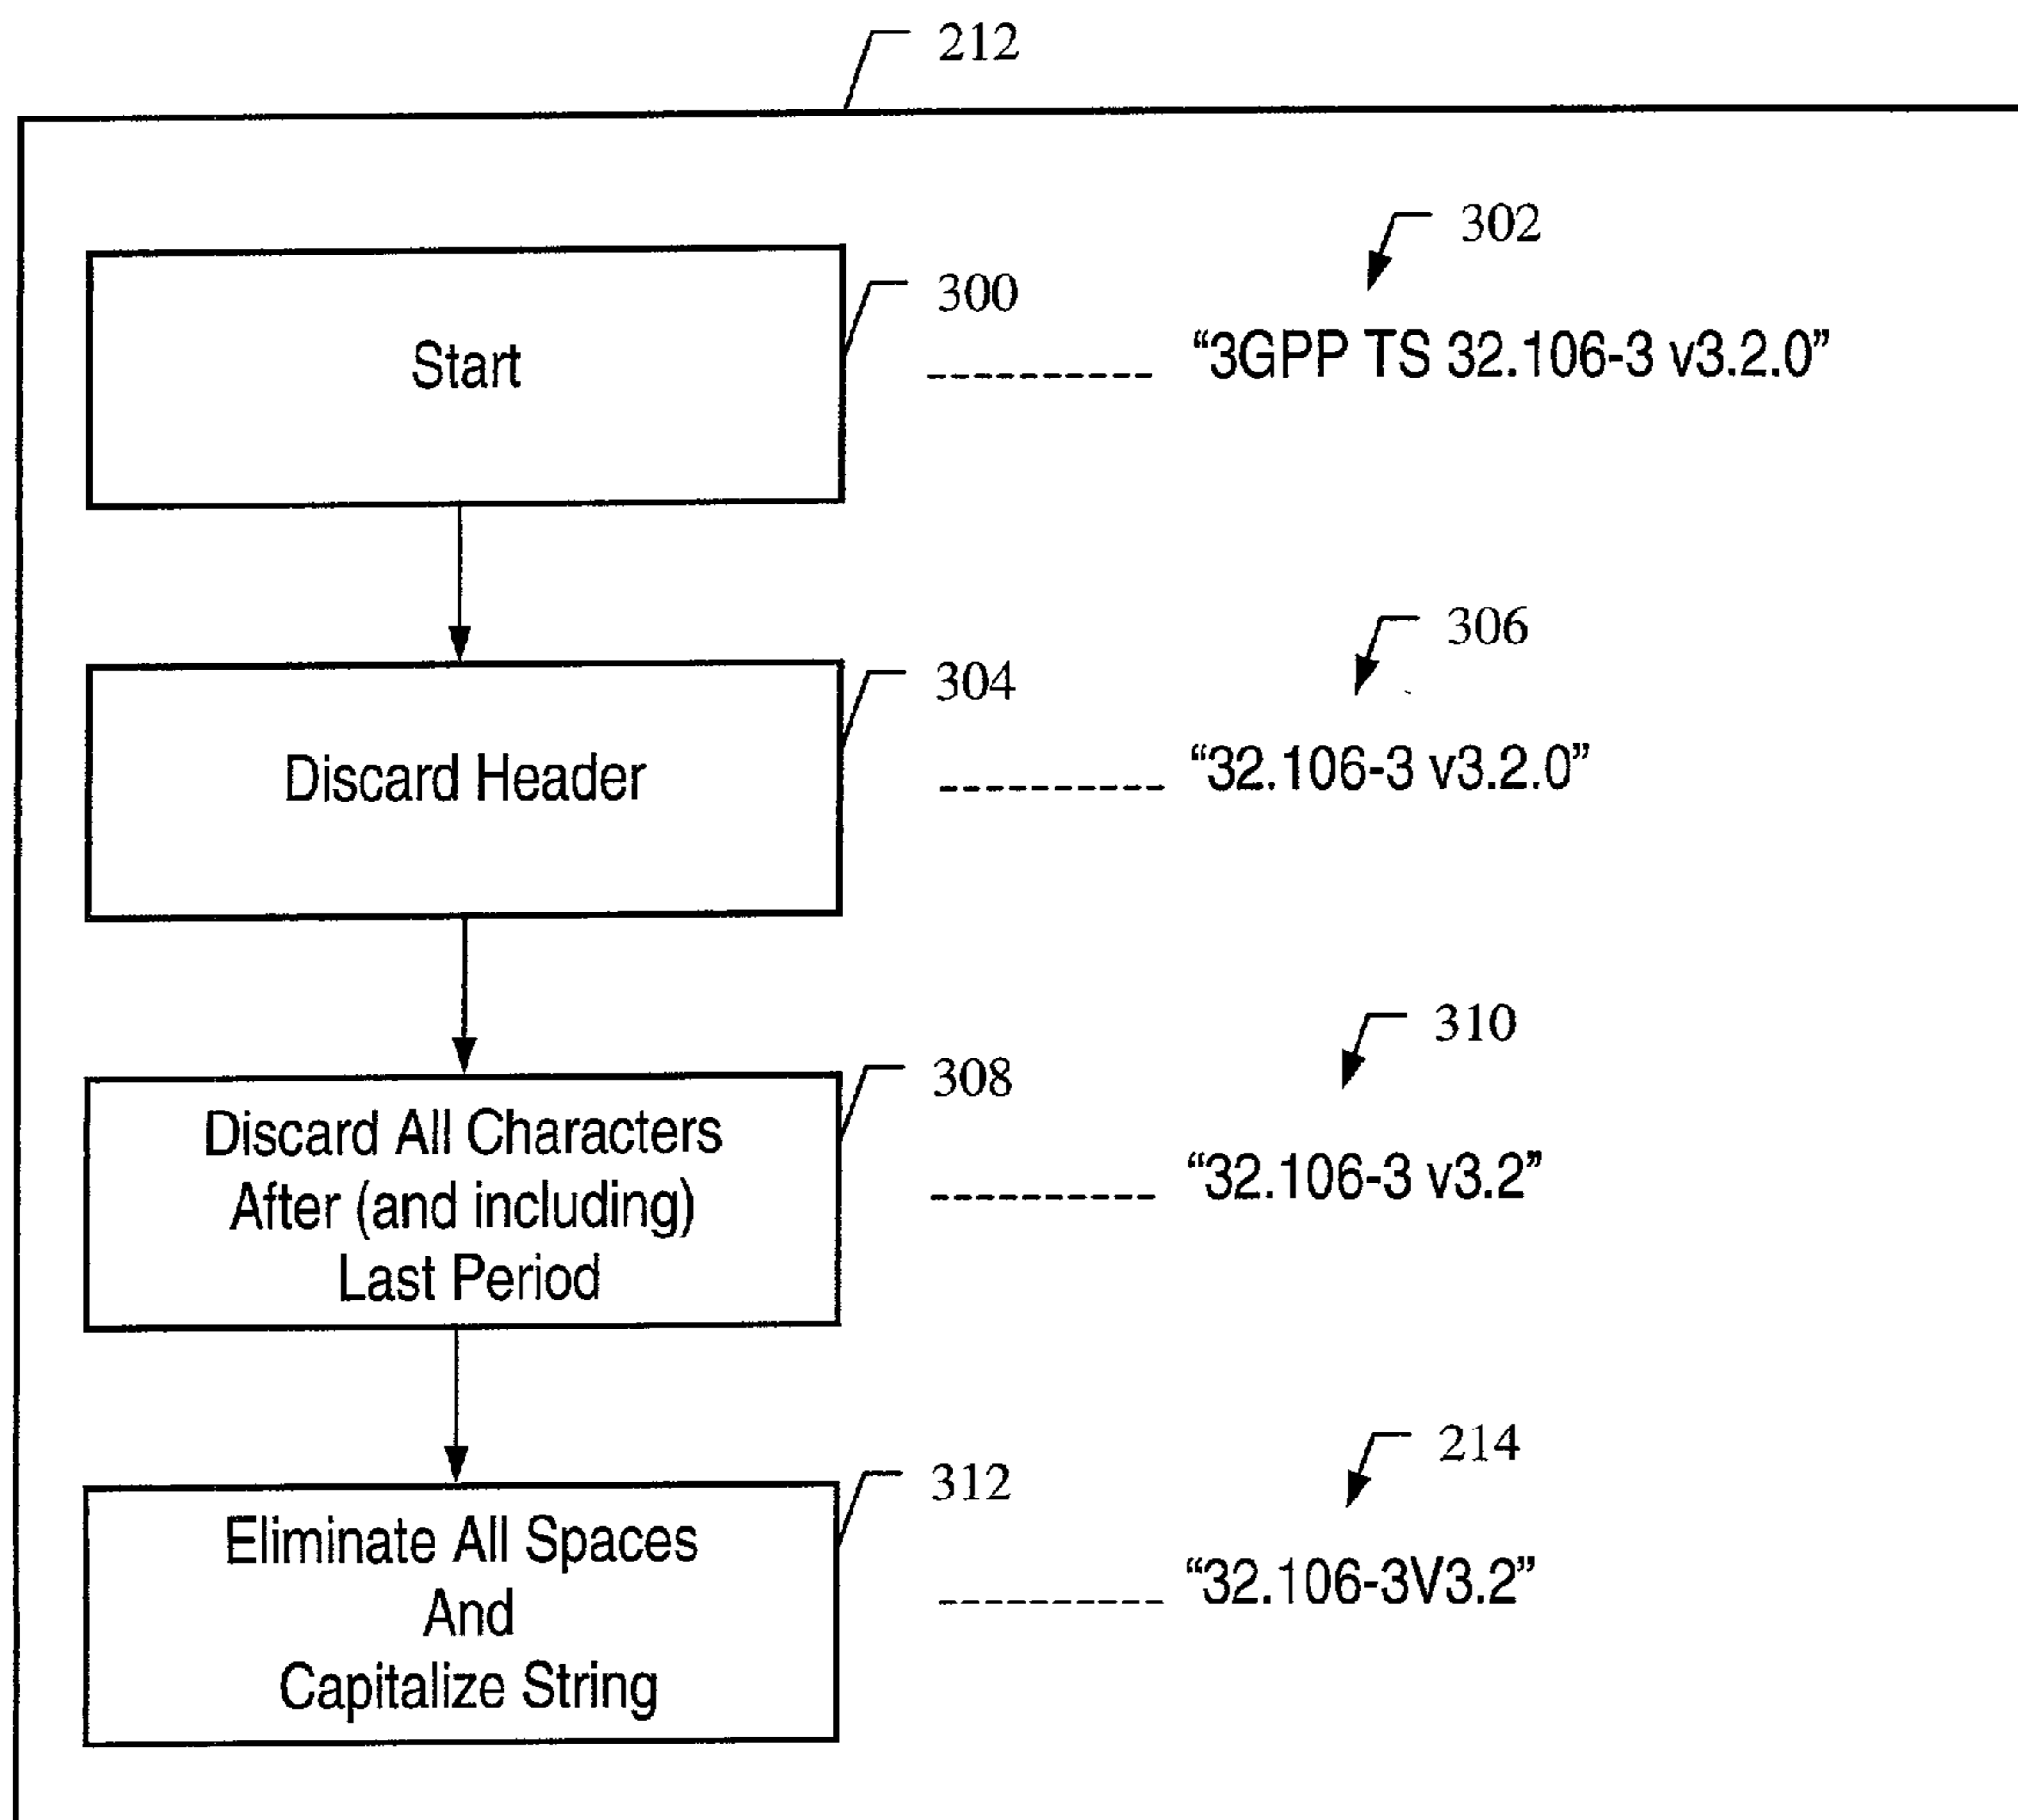 212
302
300
Start
“3GPP TS 32.106-3 v3.2.0”
306
304
Discard Header
“32.106-3 v3.2.0”
310
308
Discard All Characters
After (and including)
Last Period
“32.106-3 v3.2”
214
312
Eliminate All Spaces
And
Capitalize String
“32.106-3V3.2”